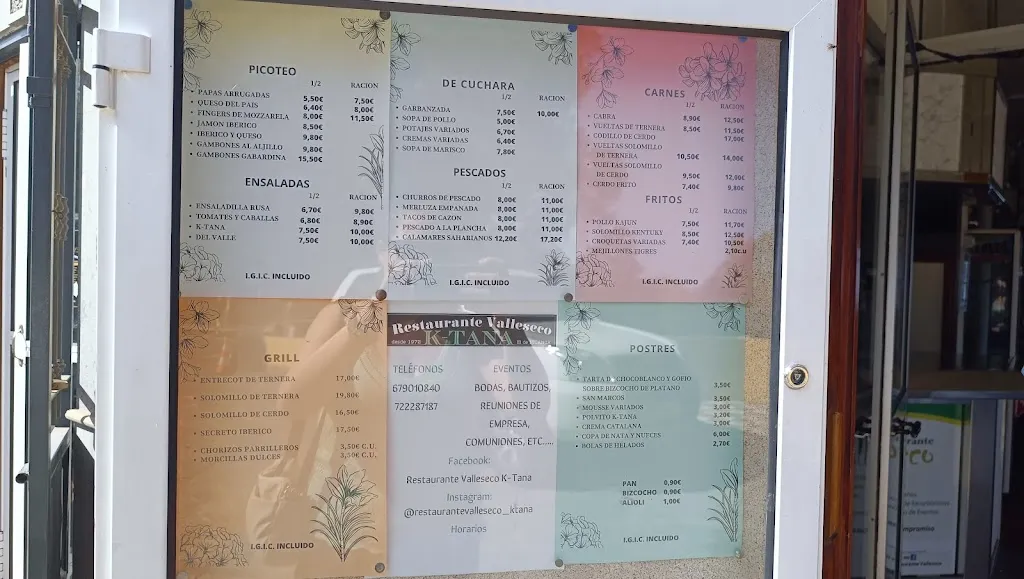 PICOTEO
1/2 RACION
PAPAS ARRUGADAS 5,50€ 7,50€
QUESO DEL PAIS 6,40€ 8,00€
FINGERS DE MOZZARELA 8,00€ 11,50€
JAMON IBERICO 8,50€
IBERICO Y QUESO 9,80€
GAMBONES AL AJILLO 9,80€
GAMBONES GABARDINA 15,50€
ENSALADAS
1/2 RACION
ENSALADILLA RUSA 6,70€ 9,80€
TOMATES Y CABALLAS 6,80€ 8,90€
K-TANA 7,50€ 10,00€
DEL VALLE 7,50€ 10,00€
I.G.I.C. INCLUIDO
DE CUCHARA
1/2 RACION
GARBANZADA 7,50€ 10,00€
SOPA DE POLLO 5,00€
POTAJES VARIADOS 6,70€
CREMAS VARIADAS 6,40€
SOPA DE MARISCO 7,80€
PESCADOS
1/2 RACION
CHURROS DE PESCADO 8,00€ 11,00€
MERLUZA EMPANADA 8,00€ 11,00€
TACOS DE CAZON 8,00€ 11,00€
PESCADO A LA PLANCHA 8,00€ 11,00€
CALAMARES SAHARIANOS 12,20€ 17,20€
I.G.I.C. INCLUIDO
CARNES
1/2 RACION
CABRA 8,90€ 12,50€
VUELTAS DE TERNERA 8,50€ 11,50€
CODILLO DE CERDO 17,00€
VUELTAS SOLOMILLO
DE TERNERA 10,50€ 14,00€
VUELTAS SOLOMILLO
DE CERDO 9,50€ 12,00€
CERDO FRITO 7,40€ 9,80€
FRITOS
1/2 RACION
POLLO KAJUN 7,50€ 11,70€
SOLOMILLO KENTUKY 8,50€ 12,50€
CROQUETAS VARIADAS 7,40€ 10,50€
MEJILLONES TIGRES 2,10c.u
I.G.I.C. INCLUIDO
GRILL
ENTRECOT DE TERNERA 17,00€
SOLOMILLO DE TERNERA 19,80€
SOLOMILLO DE CERDO 16,50€
SECRETO IBERICO 17,50€
CHORIZOS PARRILLEROS 3,50€ C.U.
MORCILLAS DULCES 3,50€ C.U.
I.G.I.C. INCLUIDO
Restaurante Valleseco
desde 1979 K-TANA
TELÉFONOS EVENTOS
679010840 BODAS, BAUTIZOS,
722287187 REUNIONES DE
EMPRESA,
COMUNIONES, ETC.....
Facebook:
Restaurante Valleseco K-Tana
Instagram:
@restaurantevalleseco_ktana
Horarios
POSTRES
TARTA DE CHOCOBLANCO Y GOFIO
SOBRE BIZCOCHO DE PLATANO 3,50€
SAN MARCOS 3,50€
MOUSSE VARIADOS 3,00€
POLVITO K-TANA 3,20€
CREMA CATALANA 3,00€
COPA DE NATA Y NUECES 6,00€
BOLAS DE HELADOS 2,70€
PAN 0,90€
BIZCOCHO 0,90€
ALIOLI 1,00€
I.G.I.C. INCLUIDO